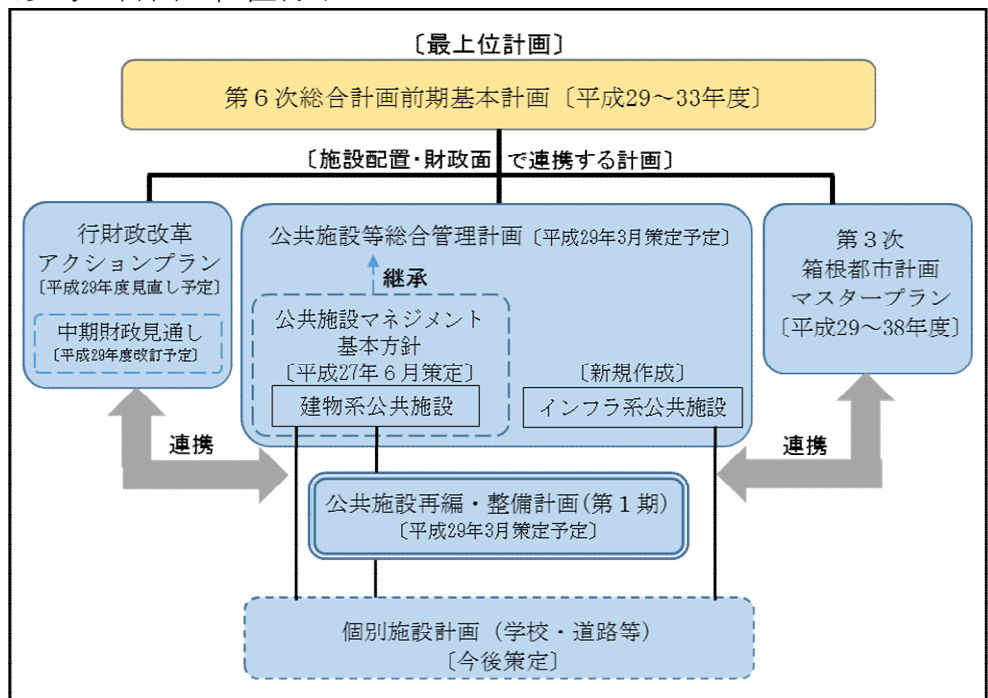 〔最上位計画〕
第６次総合計画前期基本計画〔平成29～33年度〕
〔施設配置・財政面で連携する計画〕
行財政改革
アクションプラン
〔平成29年度見直し予定〕
中期財政見通し
〔平成29年度改訂予定〕
公共施設等総合管理計画〔平成29年3月策定予定〕
継承
公共施設マネジメント
基本方針
〔平成27年６月策定〕
建物系公共施設
〔新規作成〕
インフラ系公共施設
第３次
箱根都市計画
マスタープラン
〔平成29～38年度〕
連携
連携
公共施設再編・整備計画(第１期)
〔平成29年3月策定予定〕
個別施設計画（学校・道路等）
〔今後策定〕